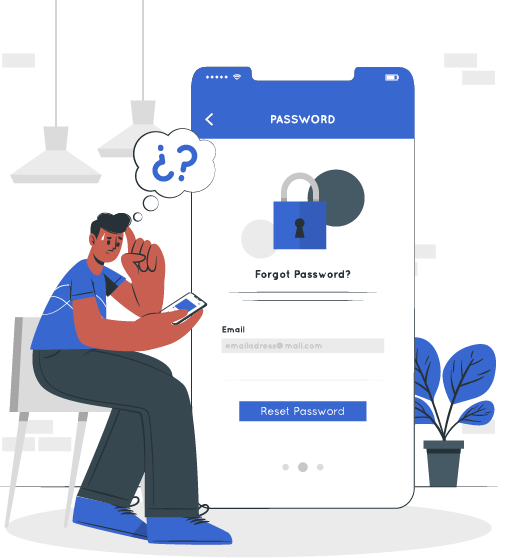 PASSWORD
¿?
Forgot Password?
Email
emailadress@mail.com
Reset Password